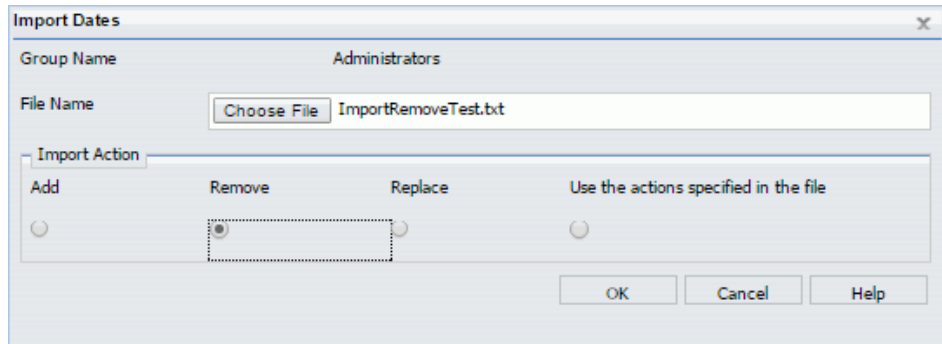 Import Dates
Group Name Administrators
File Name Choose File ImportRemoveTest.txt
Import Action
Add Remove Replace Use the actions specified in the file
OK Cancel Help